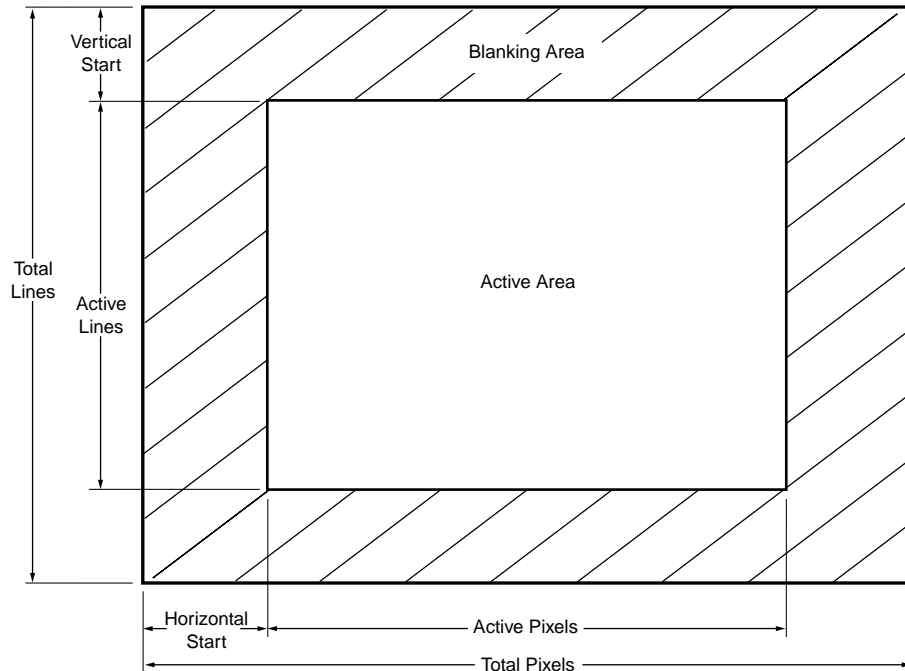 Vertical
Start
Blanking Area
Total
Lines
Active
Lines
Active Area
Horizontal
Start
Active Pixels
Total Pixels